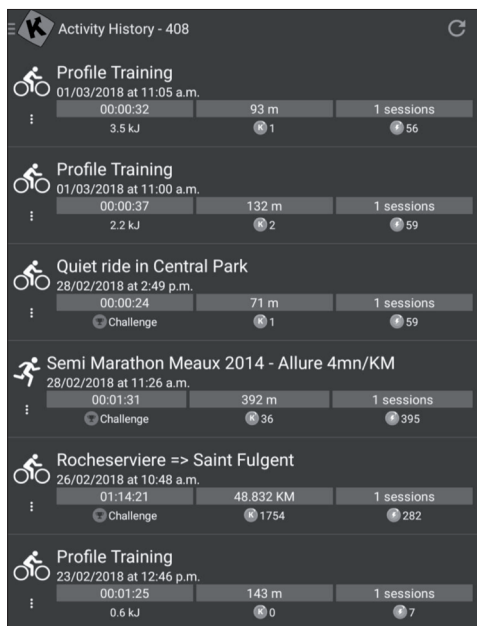 K Activity History - 408
Profile Training
01/03/2018 at 11:05 a.m.
00:00:32 93 m 1 sessions
3.5 kJ K 1 56
Profile Training
01/03/2018 at 11:00 a.m.
00:00:37 132 m 1 sessions
2.2 kJ K 2 59
Quiet ride in Central Park
28/02/2018 at 2:49 p.m.
00:00:24 71 m 1 sessions
Challenge K 1 59
Semi Marathon Meaux 2014 - Allure 4mn/KM
28/02/2018 at 11:26 a.m.
00:01:31 392 m 1 sessions
Challenge K 36 395
Rocheserviere => Saint Fulgent
26/02/2018 at 10:48 a.m.
01:14:21 48.832 KM 1 sessions
Challenge K 1754 282
Profile Training
23/02/2018 at 12:46 p.m.
00:01:25 143 m 1 sessions
0.6 kJ K 0 7